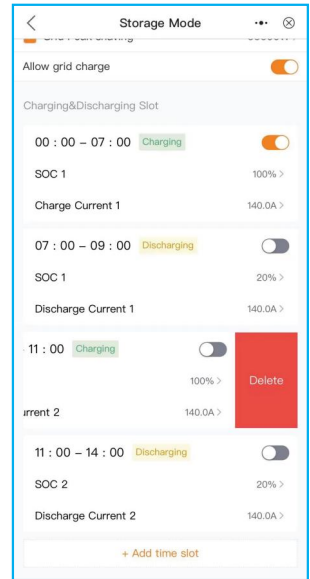 Storage Mode
Allow grid charge
Charging&Discharging Slot
00 : 00 – 07 : 00 Charging
SOC 1 100% >
Charge Current 1 140.0A >
07 : 00 – 09 : 00 Discharging
SOC 1 20% >
Discharge Current 1 140.0A >
11 : 00 Charging
100% > Delete
urrent 2 140.0A >
11 : 00 – 14 : 00 Discharging
SOC 2 20% >
Discharge Current 2 140.0A >
+ Add time slot